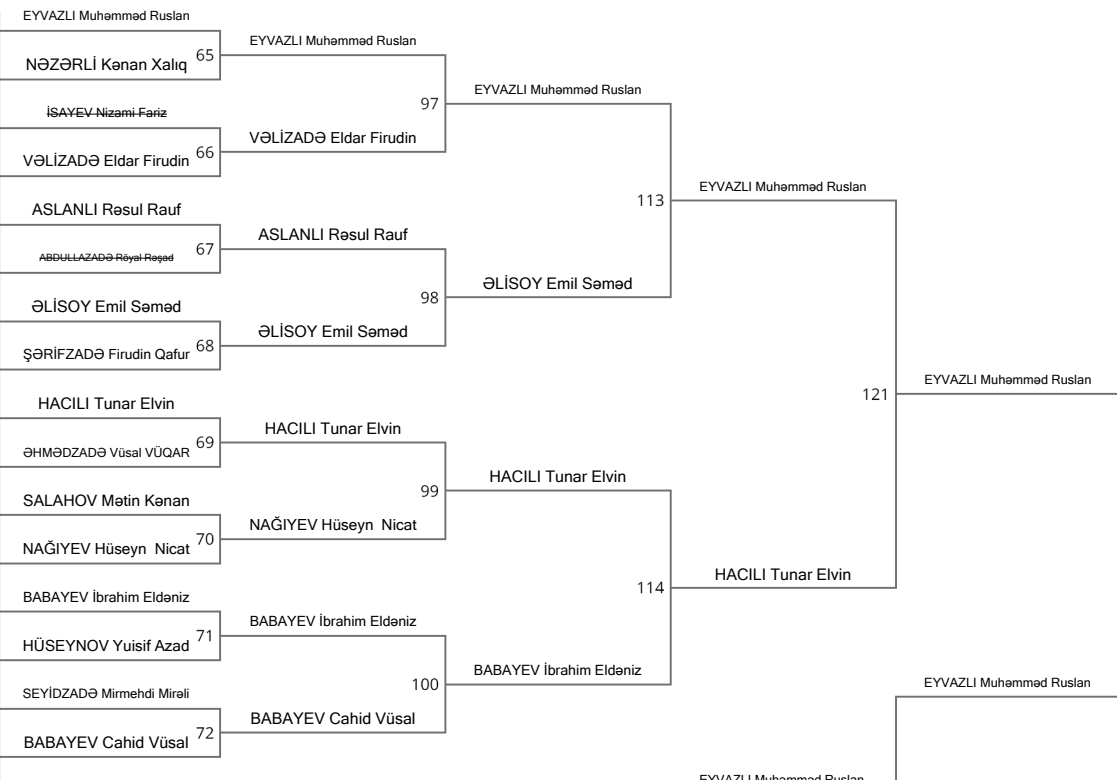 EYVAZLI Muhəmməd Ruslan
NƏZƏRLİ Kənan Xalıq
65
İSAYEV Nizami Fariz
VƏLİZADƏ Eldar Firudin
66
ASLANLI Rəsul Rauf
ABDULLAZADƏ Röyal Rəşad
67
ƏLİSOY Emil Səməd
ŞƏRİFZADƏ Firudin Qafur
68
HACILI Tunar Elvin
ƏHMƏDZADƏ Vüsal VÜQAR
69
SALAHOV Mətin Kənan
NAĞIYEV Hüseyn  Nicat
70
BABAYEV İbrahim Eldəniz
HÜSEYNOV Yuisif Azad
71
SEYİDZADƏ Mirmehdi Mirəli
BABAYEV Cahid Vüsal
72
EYVAZLI Muhəmməd Ruslan
97
VƏLİZADƏ Eldar Firudin
ASLANLI Rəsul Rauf
98
ƏLİSOY Emil Səməd
HACILI Tunar Elvin
99
NAĞIYEV Hüseyn  Nicat
BABAYEV İbrahim Eldəniz
100
BABAYEV Cahid Vüsal
EYVAZLI Muhəmməd Ruslan
113
ƏLİSOY Emil Səməd
HACILI Tunar Elvin
114
BABAYEV İbrahim Eldəniz
EYVAZLI Muhəmməd Ruslan
121
HACILI Tunar Elvin
EYVAZLI Muhəmməd Ruslan
EYVAZLI Muhəmməd Ruslan
EYVAZLI Muhəmməd Ruslan